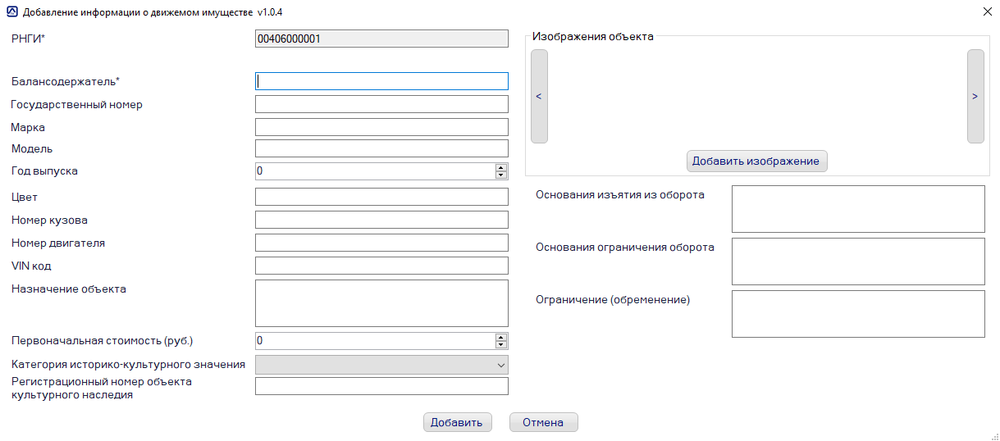 Добавление информации о движемом имуществе v1.0.4
РНГИ*
00406000001
Балансодержатель*
Государственный номер
Марка
Модель
Год выпуска
0
Цвет
Номер кузова
Номер двигателя
VIN код
Назначение объекта
Первоначальная стоимость (руб.)
0
Категория историко-культурного значения
Регистрационный номер объекта
культурного наследия
Изображения объекта
<
>
Добавить изображение
Основания изъятия из оборота
Основания ограничения оборота
Ограничение (обременение)
Добавить
Отмена